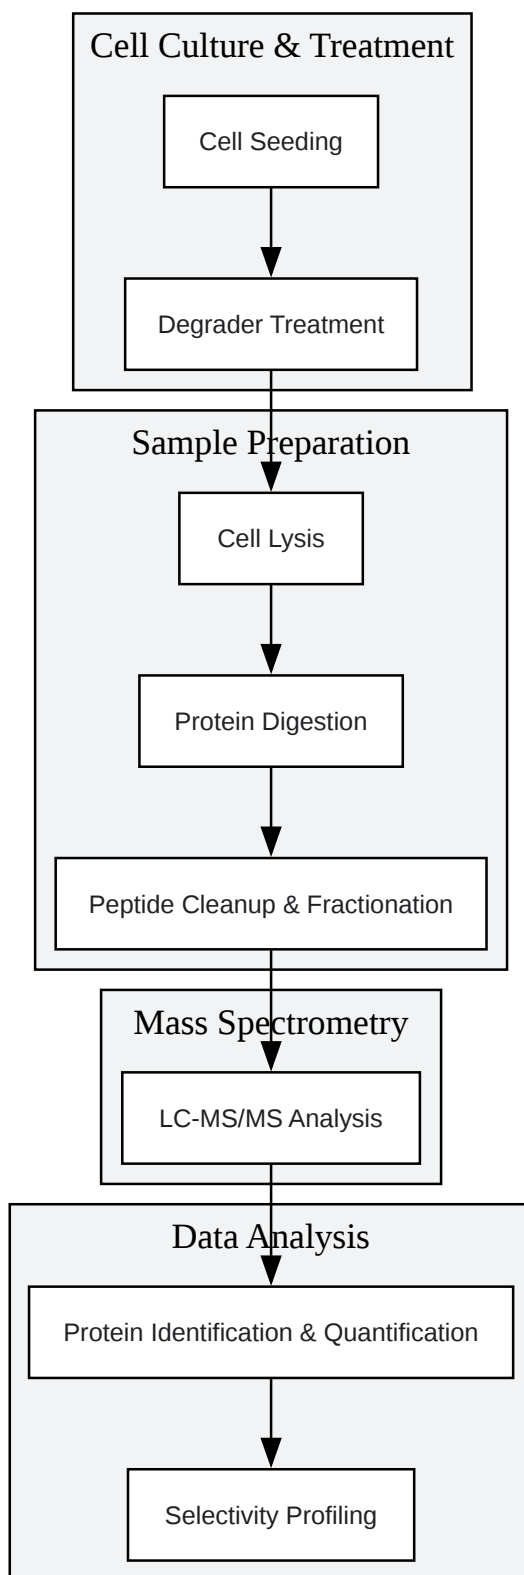 Cell Culture & Treatment
Cell Seeding
Degrader Treatment
Sample Preparation
Cell Lysis
Protein Digestion
Peptide Cleanup & Fractionation
Mass Spectrometry
LC-MS/MS Analysis
Data Analysis
Protein Identification & Quantification
Selectivity Profiling